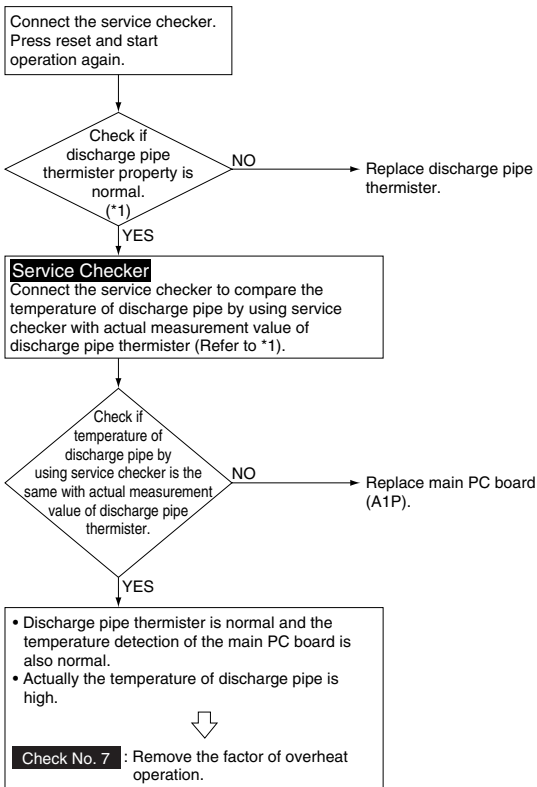 Connect the service checker.
Press reset and start
operation again.
Check if
discharge pipe
thermister property is
normal.
(*1)
NO
Replace discharge pipe
thermister.
YES
Service Checker
Connect the service checker to compare the
temperature of discharge pipe by using service
checker with actual measurement value of
discharge pipe thermister (Refer to *1).
Check if
temperature of
discharge pipe by
using service checker is the
same with actual measurement
value of discharge pipe
thermister.
NO
Replace main PC board
(A1P).
YES
• Discharge pipe thermister is normal and the
temperature detection of the main PC board is
also normal.
• Actually the temperature of discharge pipe is
high.
Check No. 7 : Remove the factor of overheat
operation.